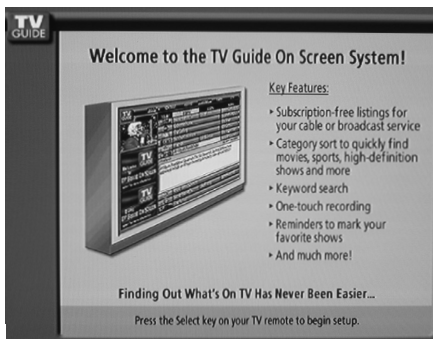 TV
GUIDE
Welcome to the TV Guide On Screen System!
Key Features:
‣ Subscription-free listings for
your cable or broadcast service
‣ Category sort to quickly find
movies, sports, high-definition
shows and more
‣ Keyword search
‣ One-touch recording
‣ Reminders to mark your
favorite shows
‣ And much more!
Finding Out What's On TV Has Never Been Easier...
Press the Select key on your TV remote to begin setup.